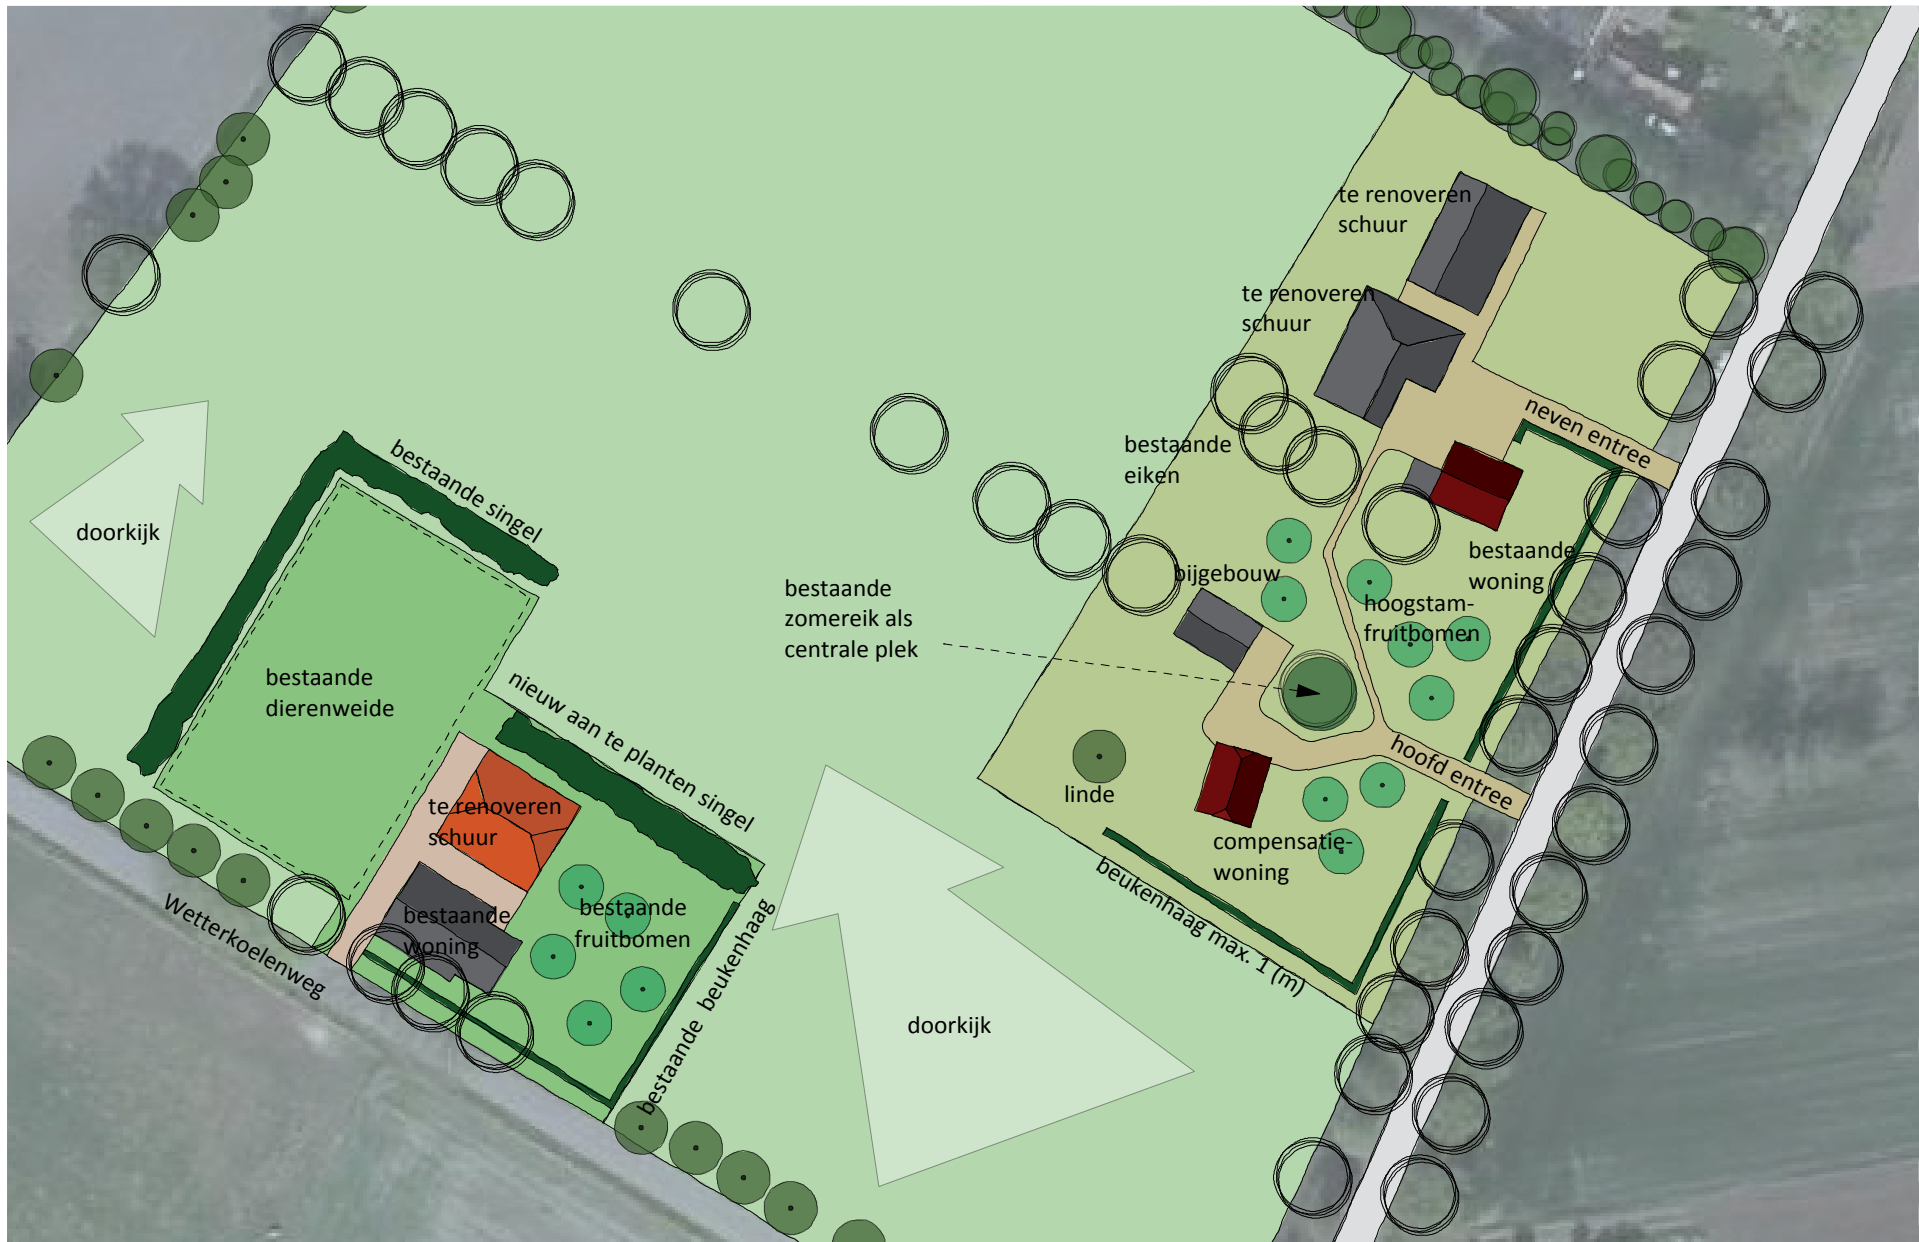 te renoveren
schuur
te renoveren
schuur
neven entree
bestaande
eiken
bestaande singel
doorkijk
bestaande
woning
bijgebouw
bestaande
zomereik als
centrale plek
hoogstam-
fruitbomen
bestaande
dierenweide
nieuw aan te planten singel
hoofd entree
linde
te renoveren
schuur
compensatie-
woning
beukenhaag max. 1 (m)
bestaande
woning
bestaande
fruitbomen
Wetterkoelenweg
bestaande beukenhaag
doorkijk